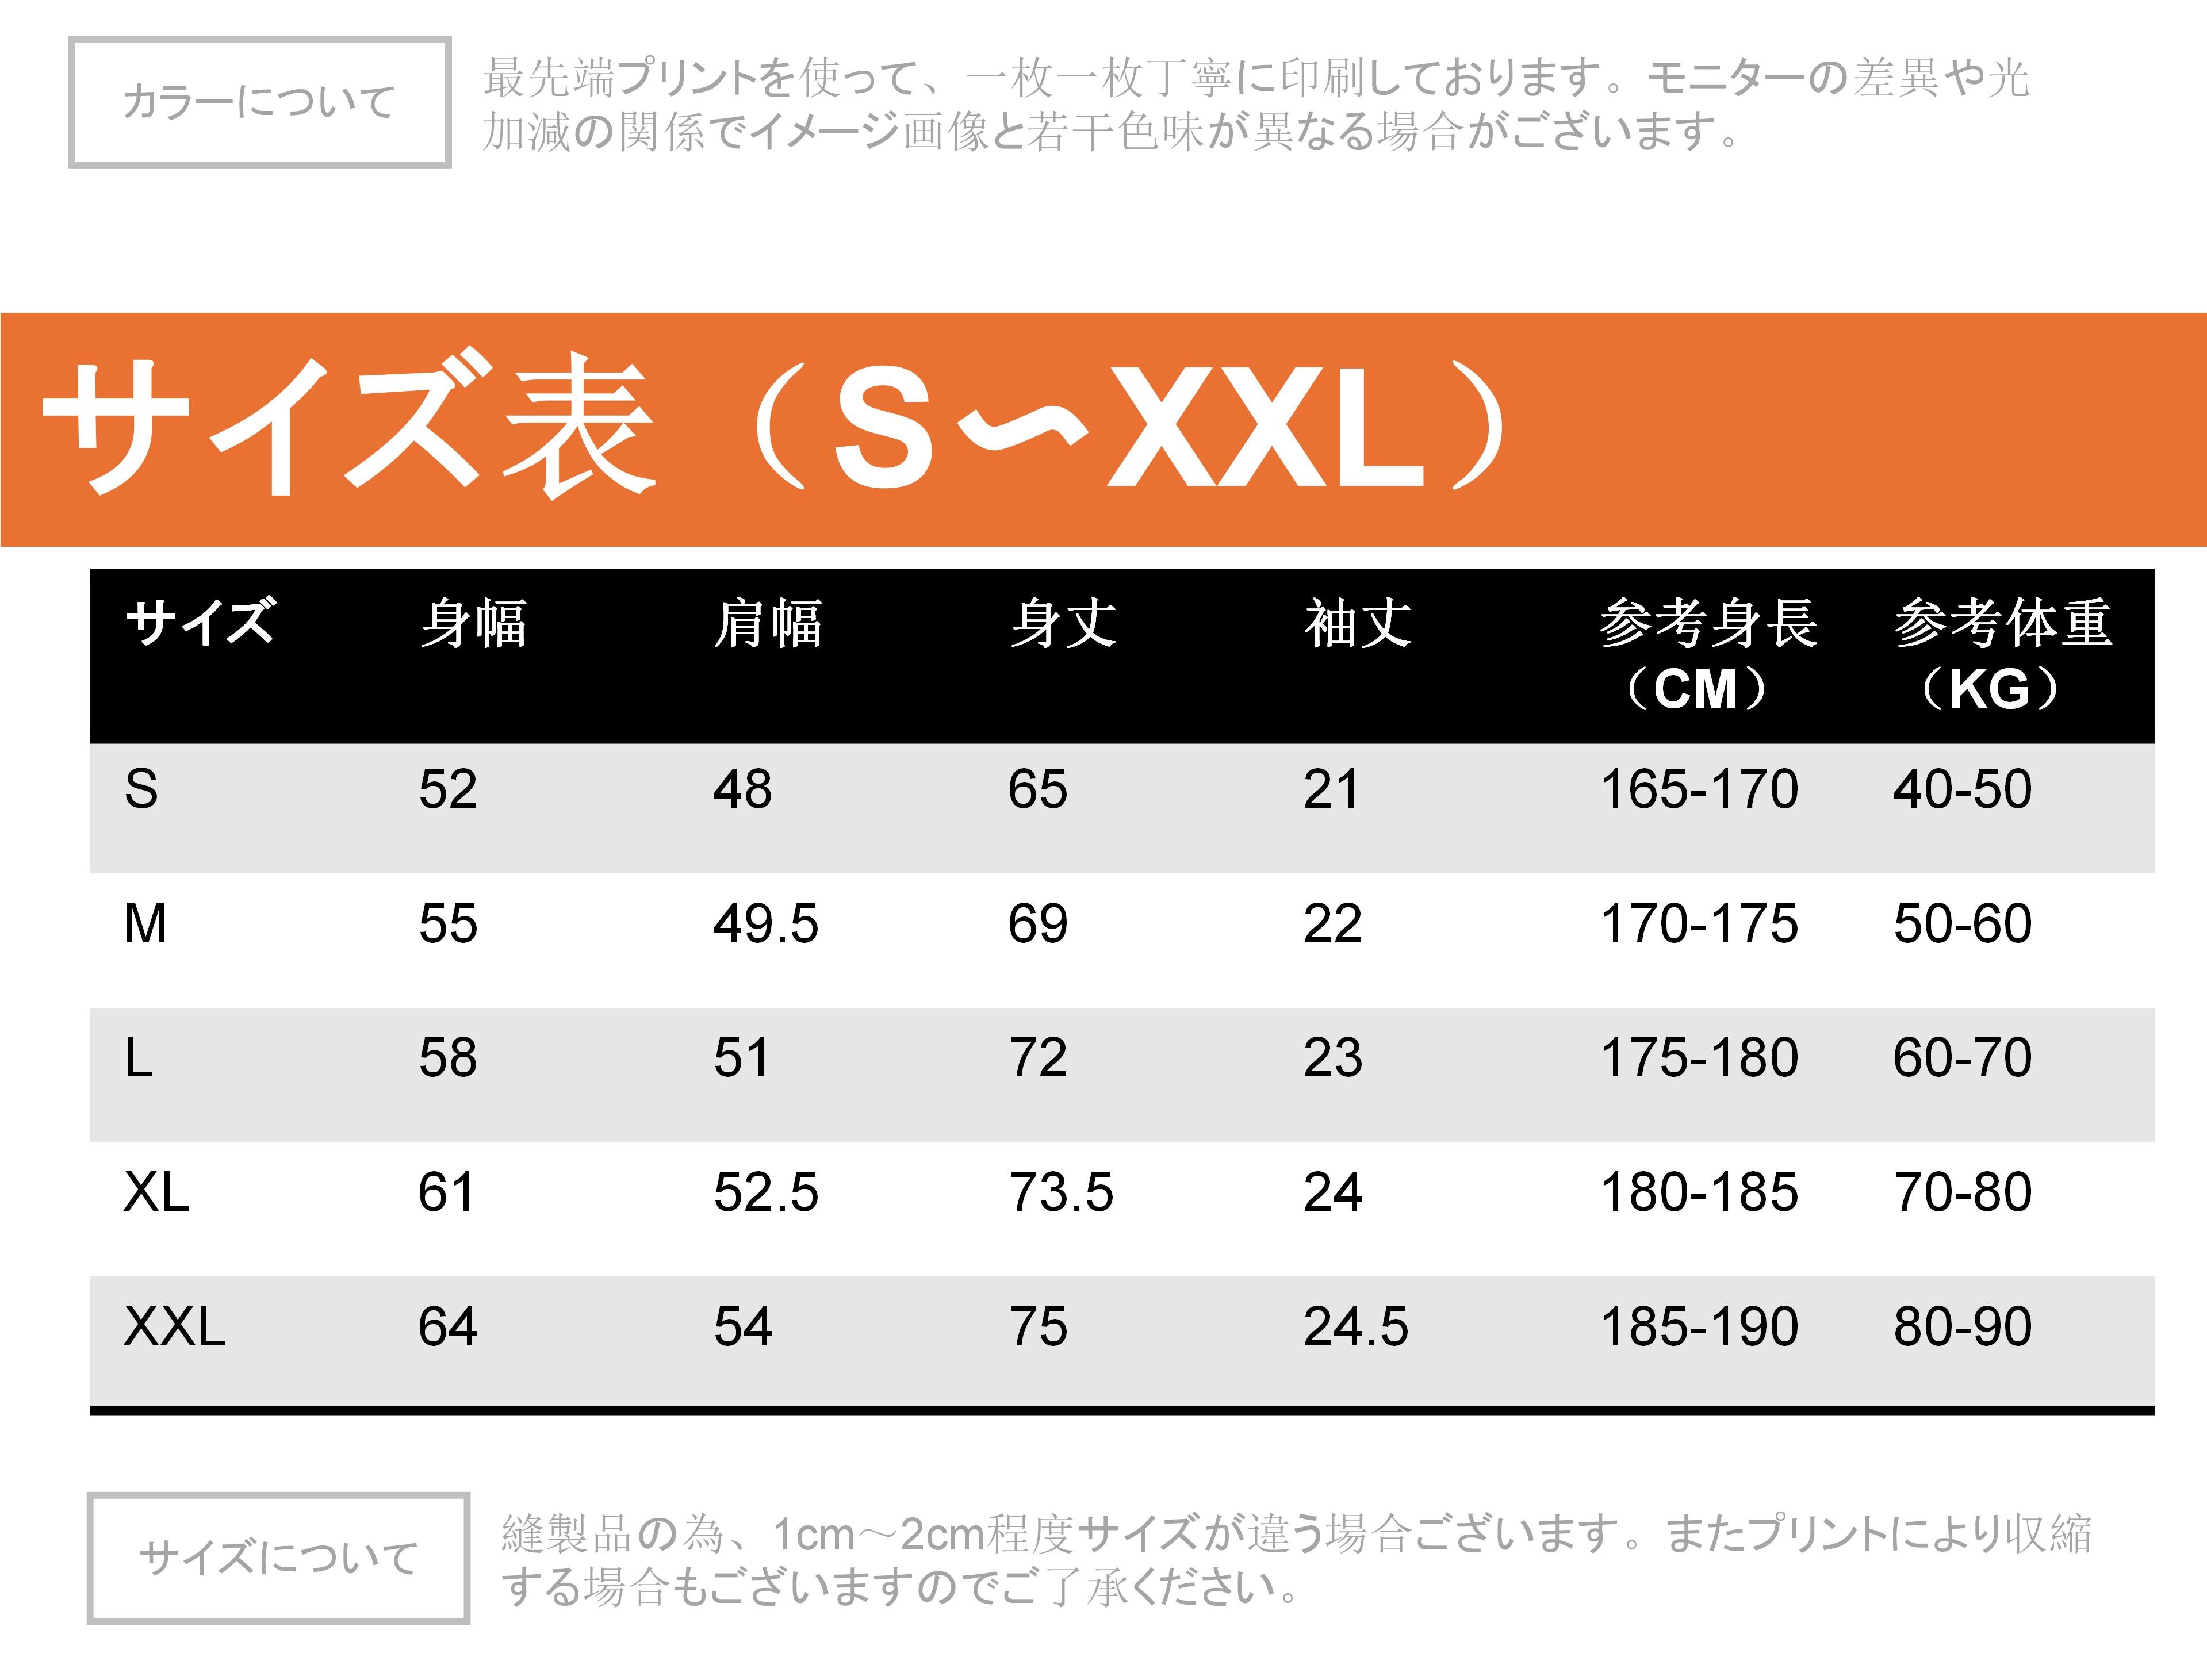 カラーについて
最先端プリントを使って、一枚一枚丁寧に印刷しております。モニターの差異や光
加減の関係でイメージ画像と若干色味が異なる場合がございます。
サイズ表（S～XXL）
サイズ 身幅 肩幅 身丈 袖丈 参考身長 参考体重
（CM） （KG）
S 52 48 65 21 165-170 40-50
M 55 49.5 69 22 170-175 50-60
L 58 51 72 23 175-180 60-70
XL 61 52.5 73.5 24 180-185 70-80
XXL 64 54 75 24.5 185-190 80-90
サイズについて
縫製品の為、1cm～2cm程度サイズが違う場合ございます。またプリントにより収縮
する場合もございますのでご了承ください。